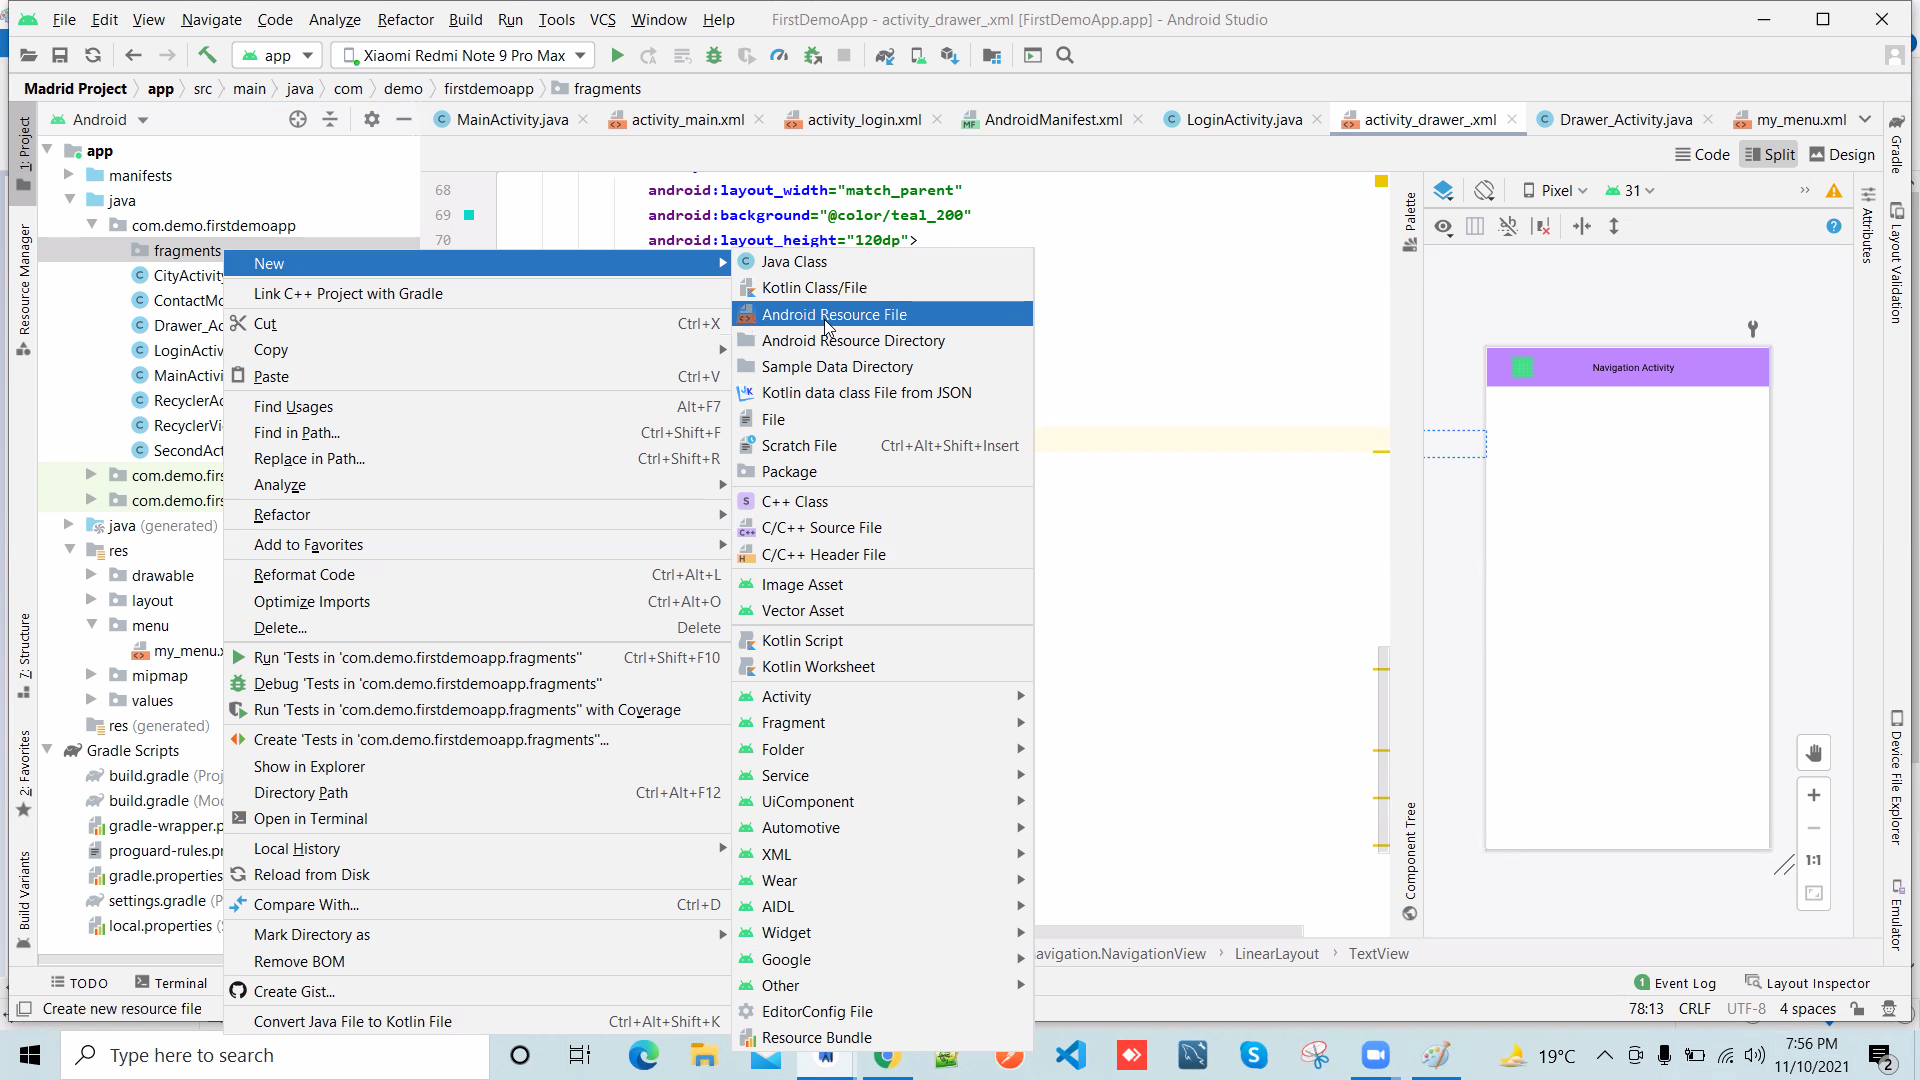 File Edit View Navigate Code Analyze Refactor Build Run Tools VCS Window Help FirstDemoApp - activity_drawer_.xml [FirstDemoApp.app] - Android Studio
app Xiaomi Redmi Note 9 Pro Max
Madrid Project app src main java com demo firstdemoapp fragments
Android MainActivity.java activity_main.xml activity_login.xml AndroidManifest.xml LoginActivity.java activity_drawer_.xml Drawer_Activity.java my_menu.xml
Code Split Design
1: Project
Resource Manager
7: Structure
2: Favorites
Build Variants
app
manifests
java
com.demo.firstdemoapp
fragments
CityActivity
ContactMo
Drawer_Ac
LoginActiv
MainActivi
RecyclerAc
RecyclerVi
SecondAct
com.demo.firs
com.demo.firs
java (generated)
res
drawable
layout
menu
my_menu.x
mipmap
values
res (generated)
Gradle Scripts
build.gradle (Proj
build.gradle (Mod
gradle-wrapper.p
proguard-rules.pr
gradle.properties
settings.gradle (P
local.properties (S
68 android:layout_width="match_parent"
69 android:background="@color/teal_200"
70 android:layout_height="120dp">
New
Link C++ Project with Gradle
Cut Ctrl+X
Copy
Paste Ctrl+V
Find Usages Alt+F7
Find in Path... Ctrl+Shift+F
Replace in Path... Ctrl+Shift+R
Analyze
Refactor
Add to Favorites
Reformat Code Ctrl+Alt+L
Optimize Imports Ctrl+Alt+O
Delete... Delete
Run 'Tests in 'com.demo.firstdemoapp.fragments'' Ctrl+Shift+F10
Debug 'Tests in 'com.demo.firstdemoapp.fragments''
Run 'Tests in 'com.demo.firstdemoapp.fragments'' with Coverage
Create 'Tests in 'com.demo.firstdemoapp.fragments''...
Show in Explorer
Directory Path Ctrl+Alt+F12
Open in Terminal
Local History
Reload from Disk
Compare With... Ctrl+D
Mark Directory as
Remove BOM
Create Gist...
Convert Java File to Kotlin File Ctrl+Alt+Shift+K
Java Class
Kotlin Class/File
Android Resource File
Android Resource Directory
Sample Data Directory
Kotlin data class File from JSON
File
Scratch File Ctrl+Alt+Shift+Insert
Package
C++ Class
C/C++ Source File
C/C++ Header File
Image Asset
Vector Asset
Kotlin Script
Kotlin Worksheet
Activity
Fragment
Folder
Service
UiComponent
Automotive
XML
Wear
AIDL
Widget
Google
Other
EditorConfig File
Resource Bundle
Palette
Component Tree
Pixel 31
Navigation Activity
1:1
Attributes
Gradle
Layout Validation
Device File Explorer
Emulator
avigation.NavigationView LinearLayout TextView
TODO Terminal 1 Event Log Layout Inspector
Create new resource file 78:13 CRLF UTF-8 4 spaces
Type here to search 19°C 7:56 PM
11/10/2021 2